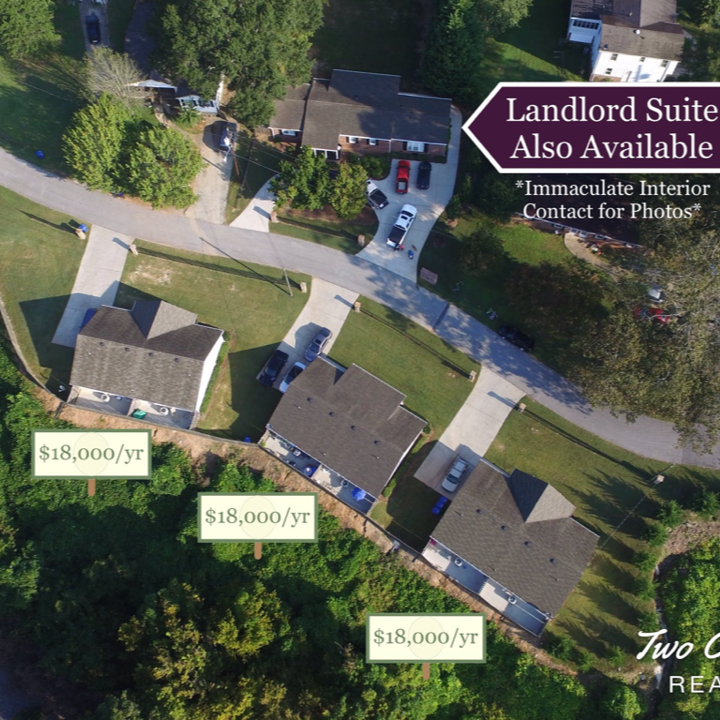 Landlord Suite
Also Available
*Immaculate Interior
Contact for Photos*
$18,000/yr
$18,000/yr
$18,000/yr
Two